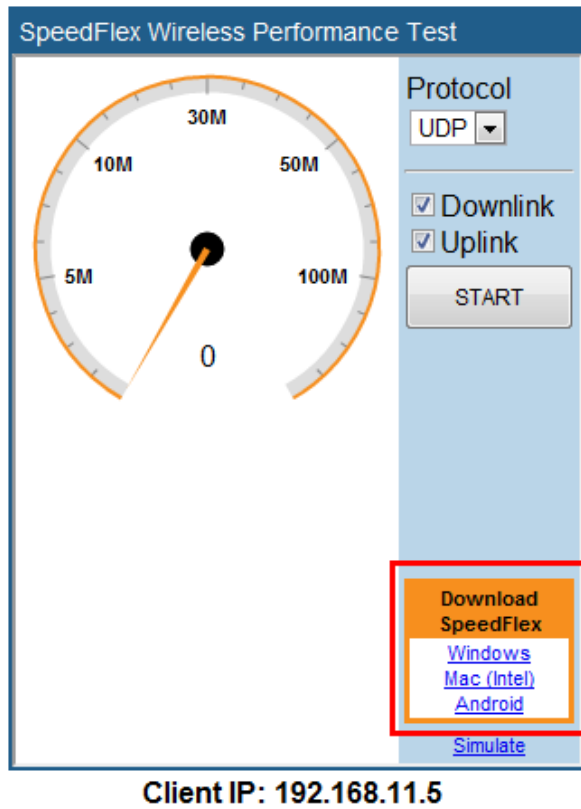 SpeedFlex Wireless Performance Test
Protocol
UDP
Downlink
Uplink
START
30M
10M
50M
5M
100M
0
Download
SpeedFlex
Windows
Mac (Intel)
Android
Simulate
Client IP: 192.168.11.5